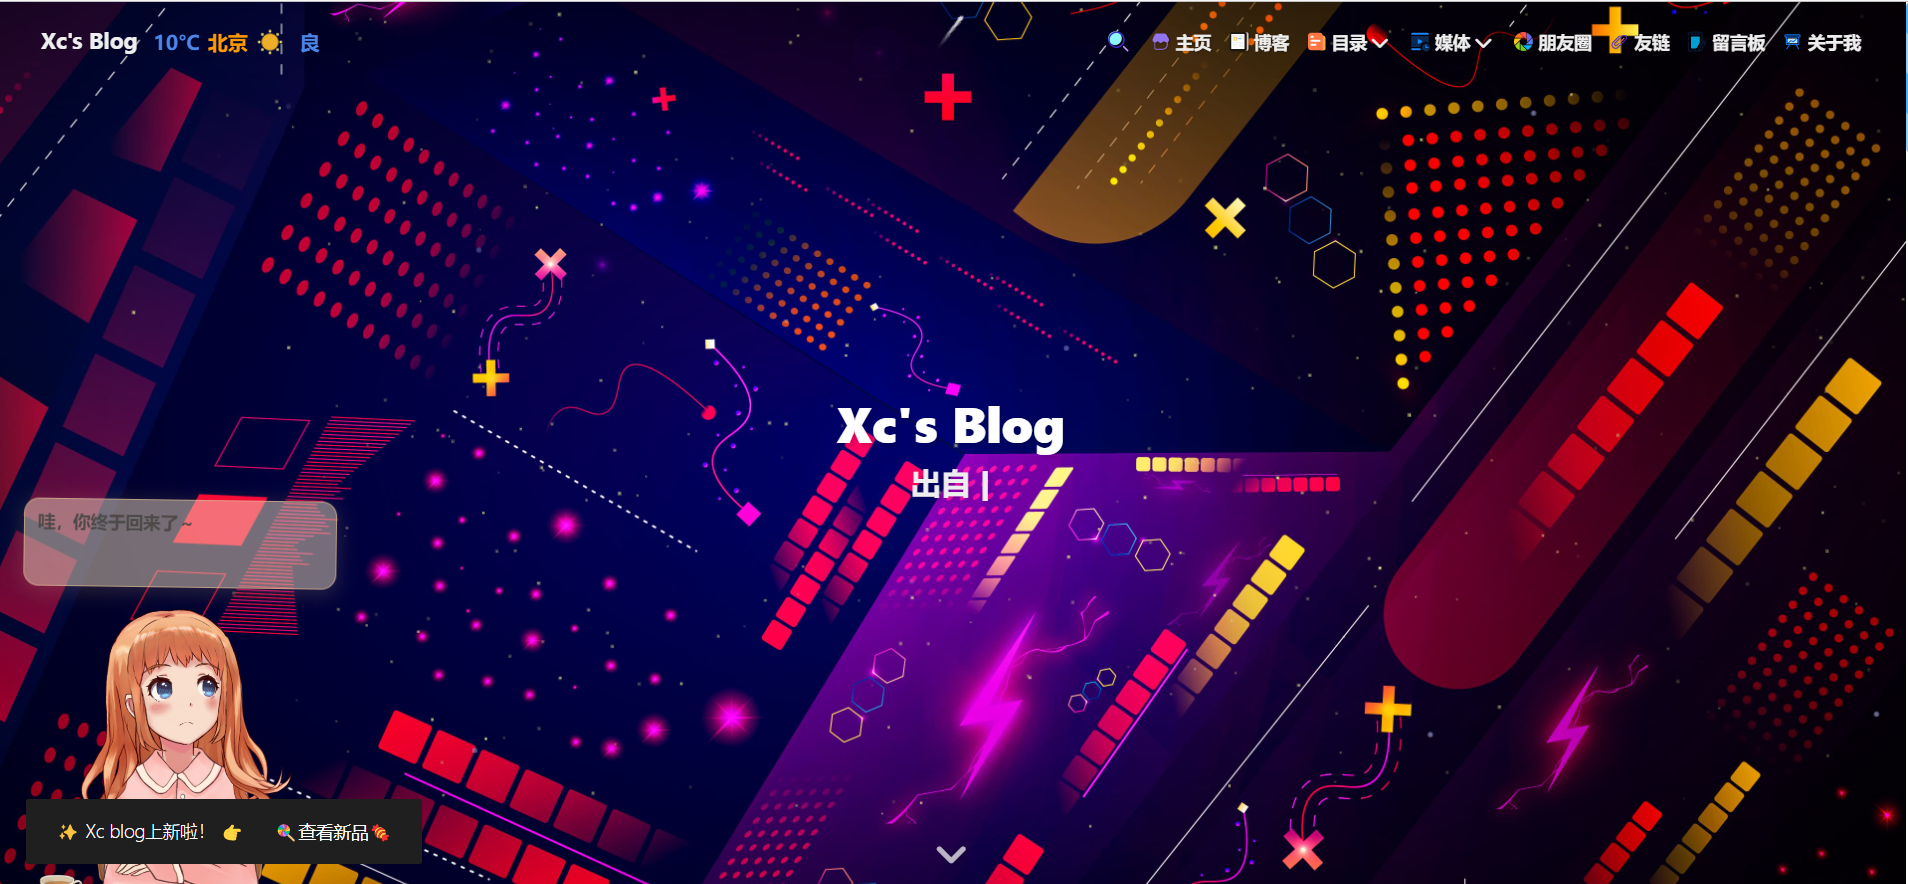 Xc's Blog 10℃ 北京 良
主页 博客 目录 媒体 朋友圈 友链 留言板 关于我
Xc's Blog
出自 |
哇，你终于回来了~
✨ Xc blog上新啦！ 👉 🍭查看新品🍬